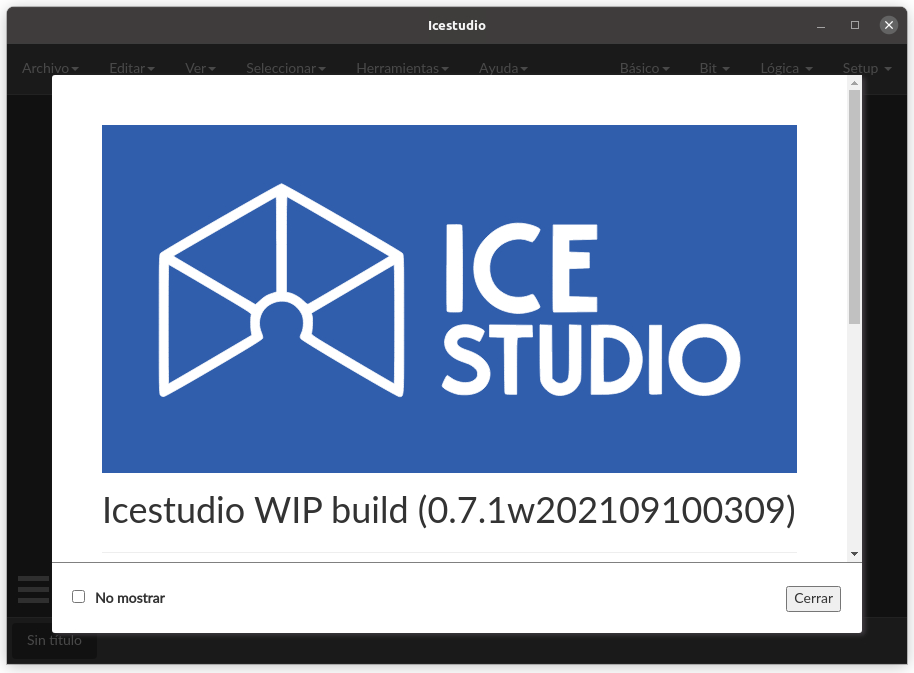 Icestudio
Archivo Editar Ver Seleccionar Herramientas Ayuda Básico Bit Lógica Setup
ICE
STUDIO
Icestudio WIP build (0.7.1w202109100309)
No mostrar
Cerrar
Sin título